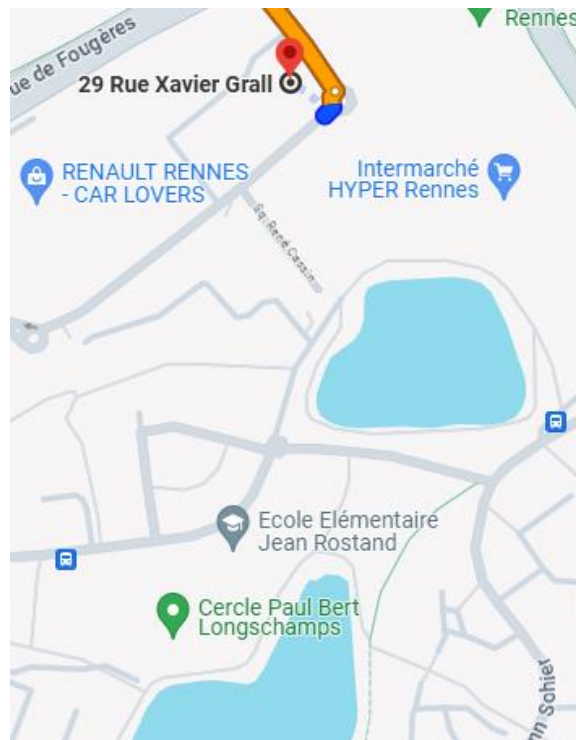 Rennes
ue de Fougères
29 Rue Xavier Grall
RENAULT RENNES
- CAR LOVERS
Intermarché
HYPER Rennes
Sq. René Cassin
Ecole Elémentaire
Jean Rostand
Cercle Paul Bert
Longschamps
nn Sohier